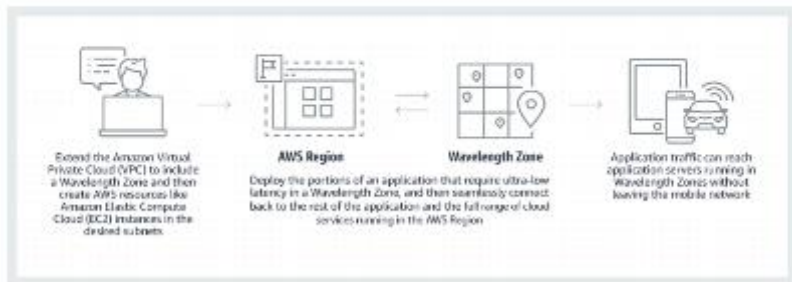 Extend the Amazon Virtual
Private Cloud (VPC) to include
a Wavelength Zone and then
create AWS resources like
Amazon Elastic Compute
Cloud (EC2) instances in the
desired subnets
AWS Region
Wavelength Zone
Deploy the portions of an application that require ultra-low
latency in a Wavelength Zone, and then seamlessly connect
back to the rest of the application and the full range of cloud
services running in the AWS Region
Application traffic can reach
application servers running in
Wavelength Zones without
leaving the mobile network